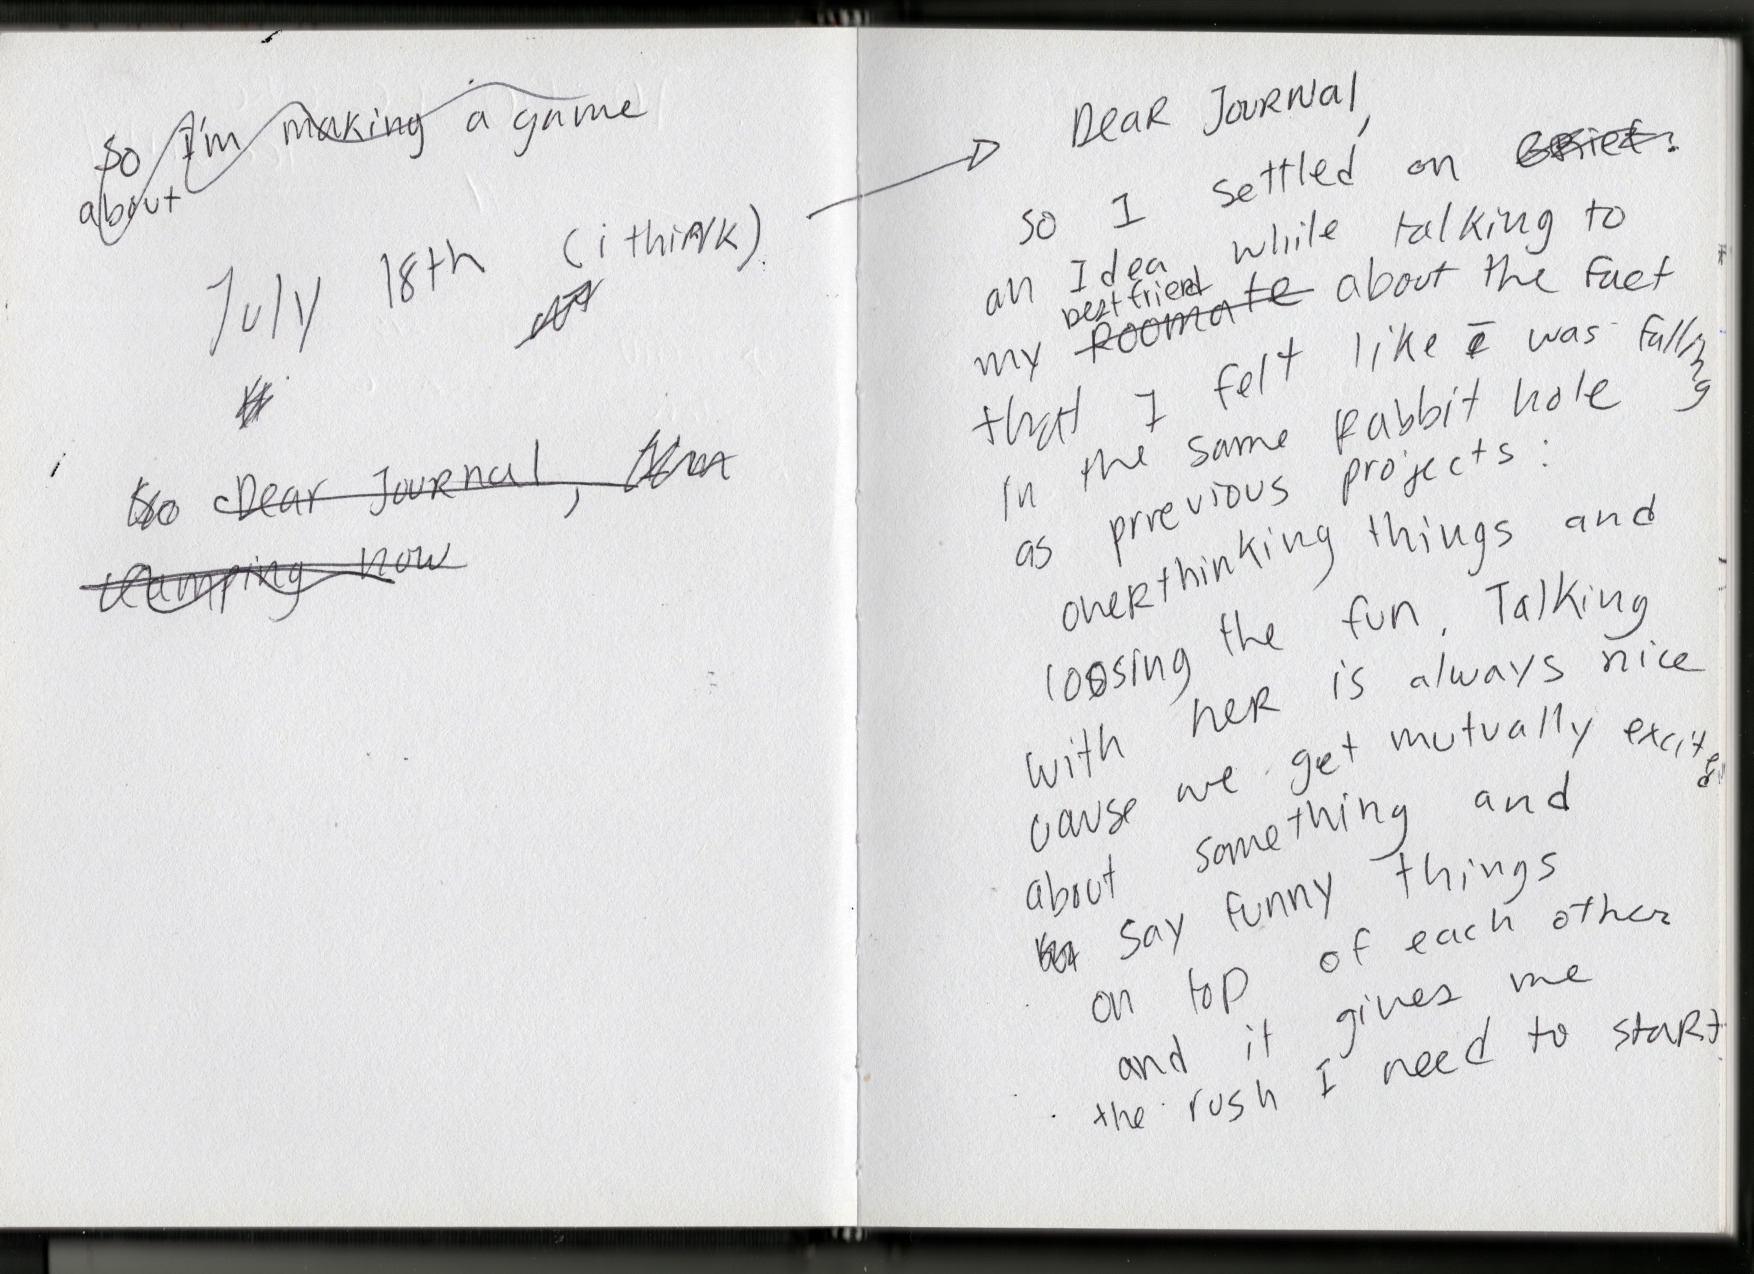 So I'm making a game
about
July 18th (i think).
so Dear Journal,
now
Dear Journal,
so I settled on
an Idea while talking to
best friend
my Roomate about the fact
that I felt like I was falling
In the same Rabbit hole
as prrevious projects:
overthinking things and
loosing the fun. Talking
with her is always nice
cause we get mutually excited
about something and
say funny things
on top of each other
and it gives me
the rush I need to start